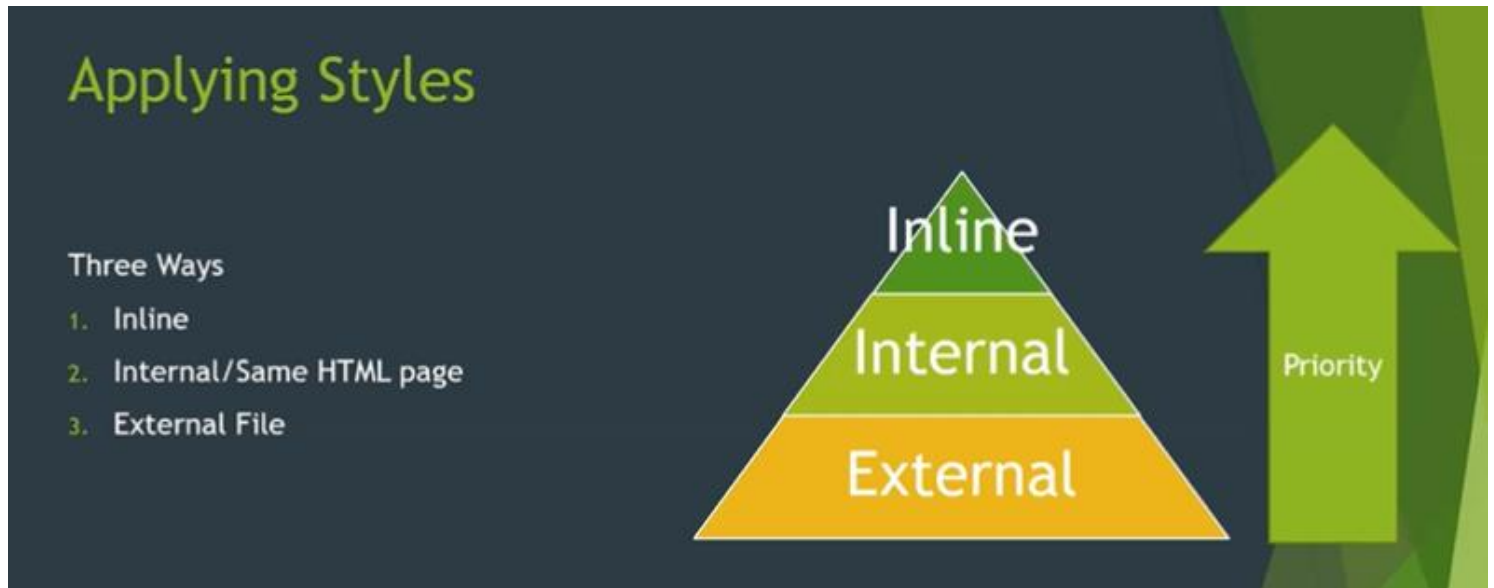 Applying Styles
Three Ways
1. Inline
2. Internal/Same HTML page
3. External File
Inline
Internal
External
Priority